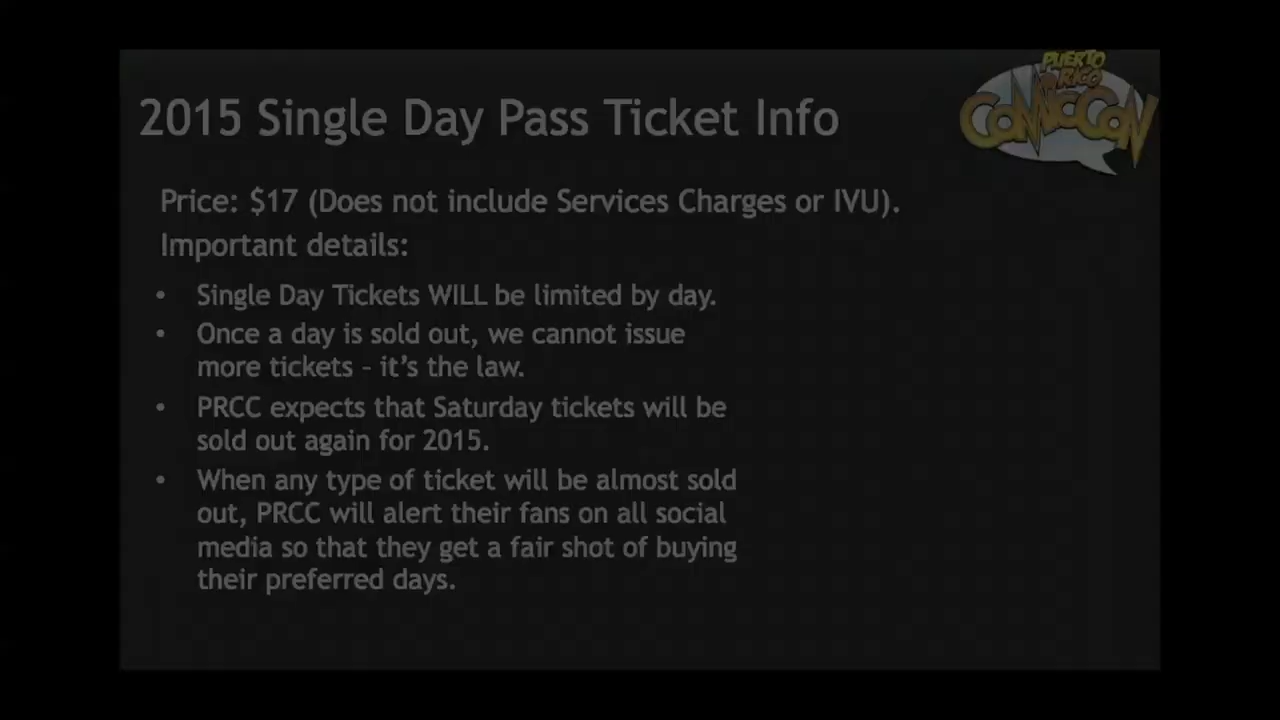 PUERTO
RICO
COMIC CON
2015 Single Day Pass Ticket Info
Price: $17 (Does not include Services Charges or IVU).
Important details:
• Single Day Tickets WILL be limited by day.
• Once a day is sold out, we cannot issue
more tickets – it’s the law.
• PRCC expects that Saturday tickets will be
sold out again for 2015.
• When any type of ticket will be almost sold
out, PRCC will alert their fans on all social
media so that they get a fair shot of buying
their preferred days.